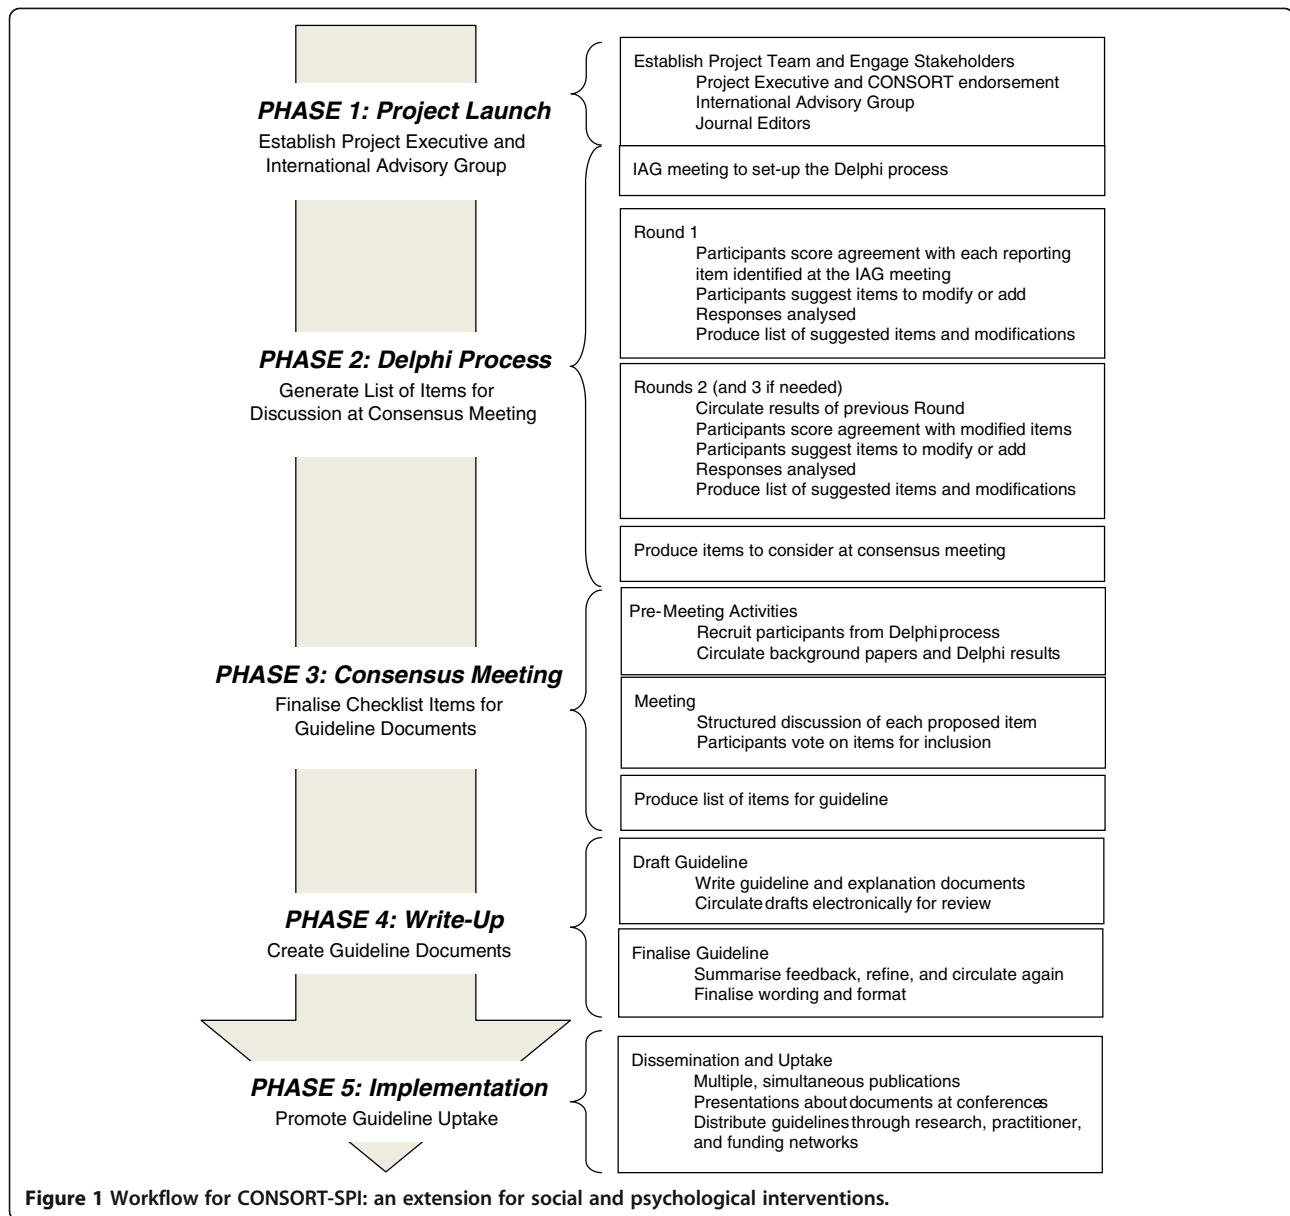 PHASE 1: Project Launch
Establish Project Executive and
International Advisory Group
Establish Project Team and Engage Stakeholders
Project Executive and CONSORT endorsement
International Advisory Group
Journal Editors
PHASE 2: Delphi Process
Generate List of Items for
Discussion at Consensus Meeting
IAG meeting to set-up the Delphi process
Round 1
Participants score agreement with each reporting
item identified at the IAG meeting
Participants suggest items to modify or add
Responses analysed
Produce list of suggested items and modifications
Rounds 2 (and 3 if needed)
Circulate results of previous Round
Participants score agreement with modified items
Participants suggest items to modify or add
Responses analysed
Produce list of suggested items and modifications
Produce items to consider at consensus meeting
PHASE 3: Consensus Meeting
Finalise Checklist Items for
Guideline Documents
Pre-Meeting Activities
Recruit participants from Delphi process
Circulate background papers and Delphi results
Meeting
Structured discussion of each proposed item
Participants vote on items for inclusion
Produce list of items for guideline
PHASE 4: Write-Up
Create Guideline Documents
Draft Guideline
Write guideline and explanation documents
Circulate drafts electronically for review
Finalise Guideline
Summarise feedback, refine, and circulate again
Finalise wording and format
PHASE 5: Implementation
Promote Guideline Uptake
Dissemination and Uptake
Multiple, simultaneous publications
Presentations about documents at conferences
Distribute guidelines through research, practitioner,
and funding networks
Figure 1 Workflow for CONSORT-SPI: an extension for social and psychological interventions.